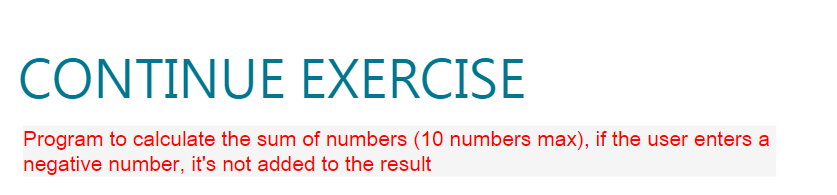 CONTINUE EXERCISE
Program to calculate the sum of numbers (10 numbers max), if the user enters a
negative number, it's not added to the result